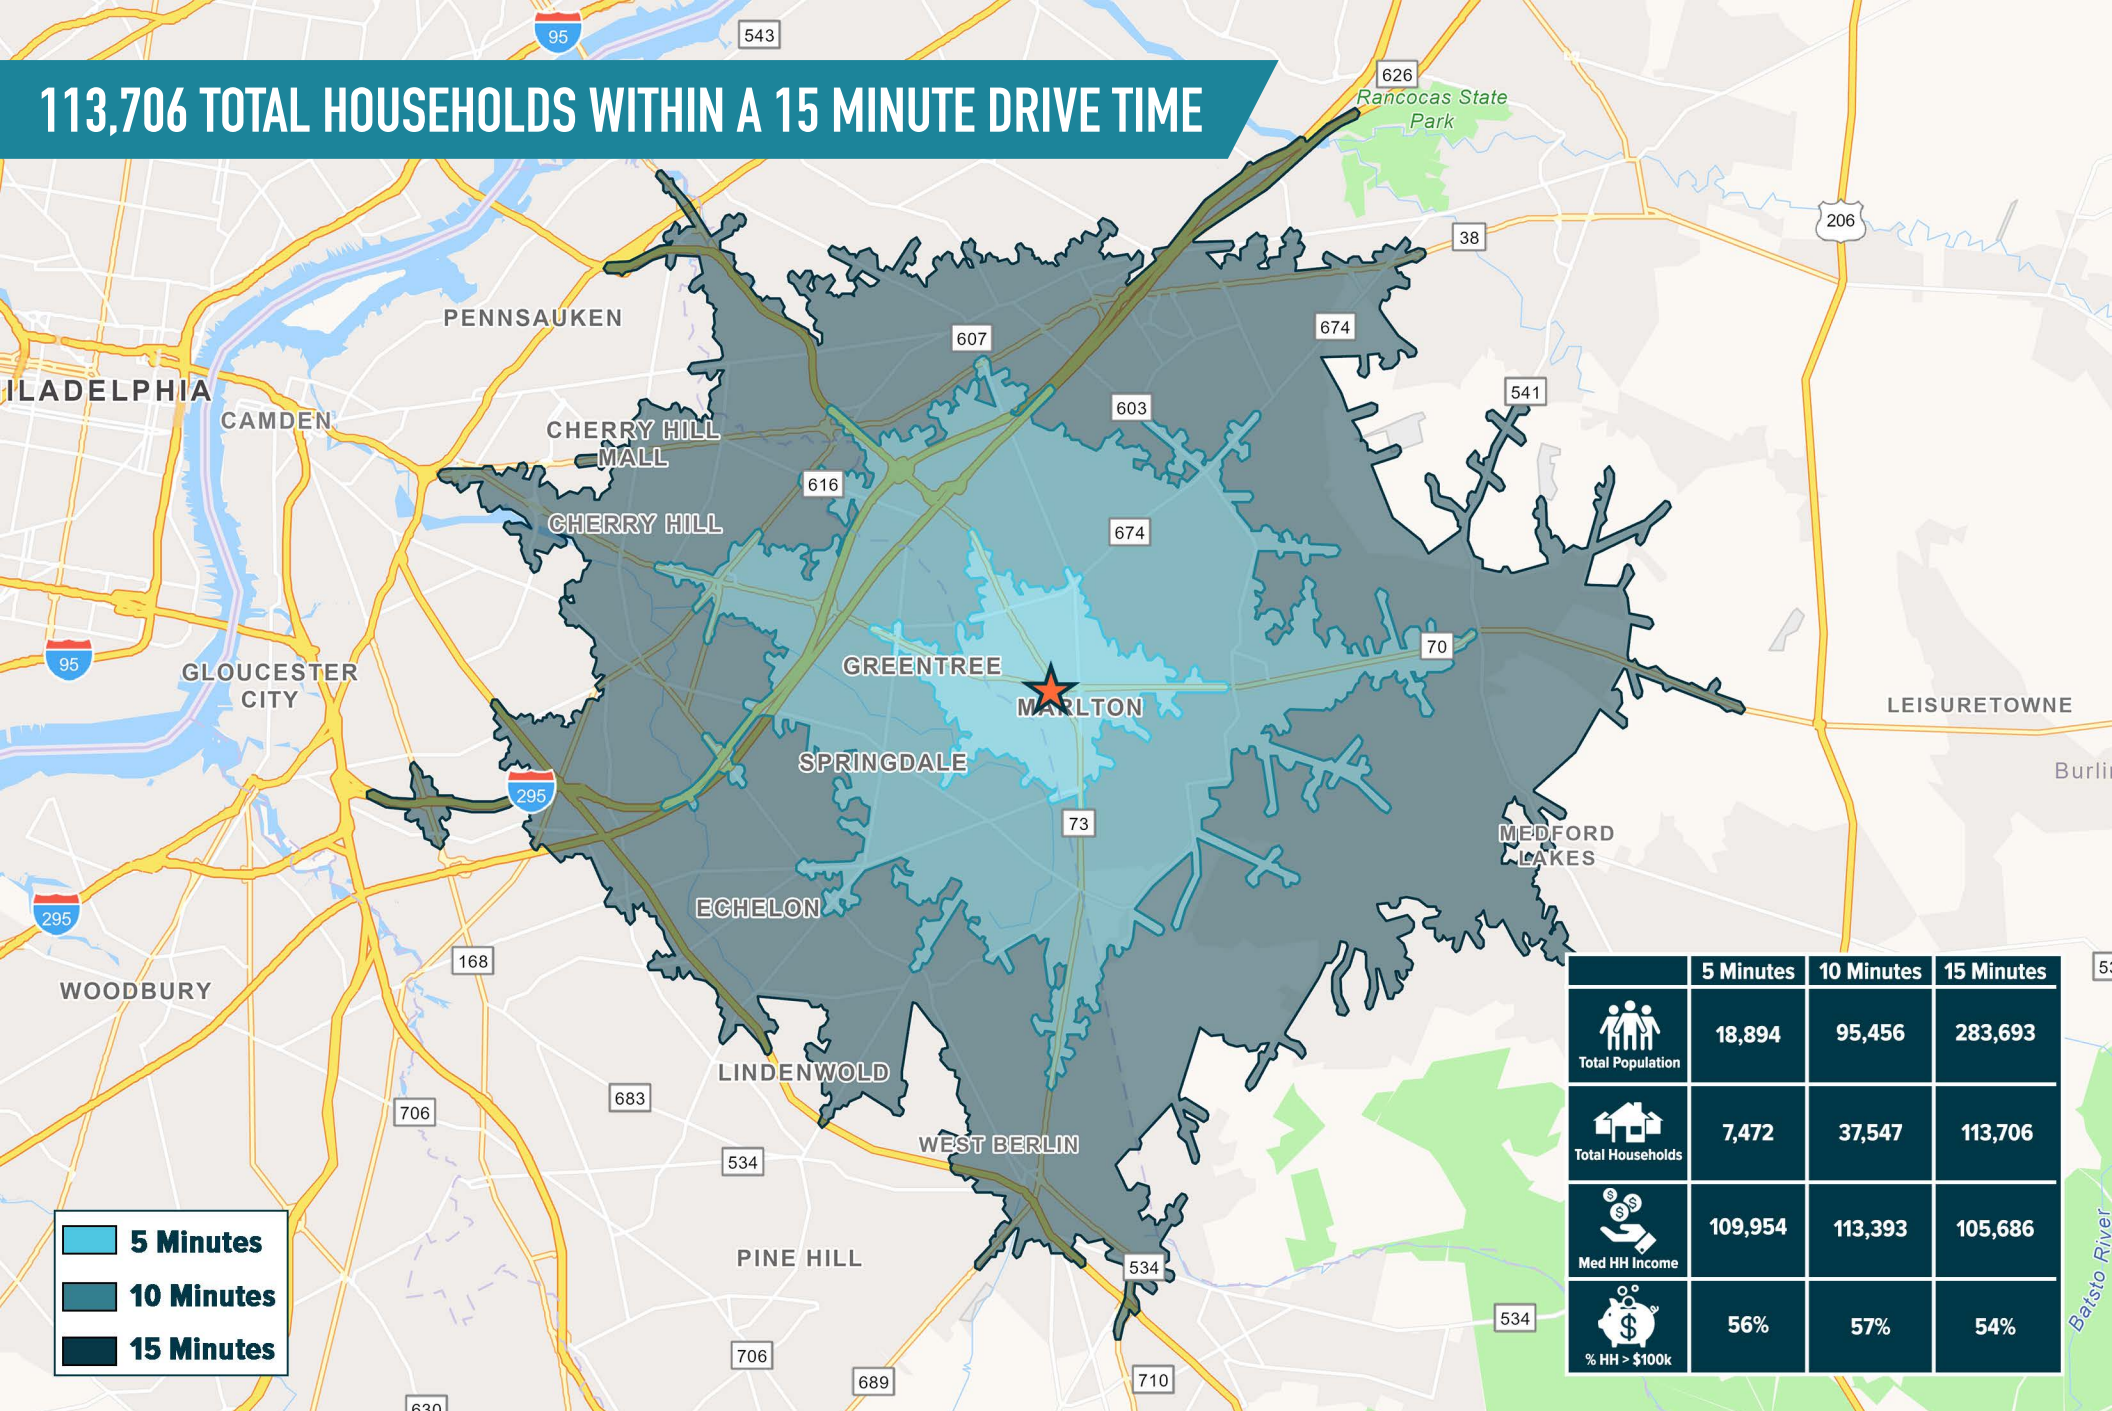 95
543
626
Rancocas State
Park
113,706 TOTAL HOUSEHOLDS WITHIN A 15 MINUTE DRIVE TIME
206
38
PENNSAUKEN
607
674
ILADELPHIA
CAMDEN
541
603
CHERRY HILL
MALL
616
CHERRY HILL
674
95
GLOUCESTER
CITY
GREENTREE
70
MARLTON
LEISURETOWNE
SPRINGDALE
Burli
295
73
MEDFORD
LAKES
295
ECHELON
168
WOODBURY
53
5 Minutes 10 Minutes 15 Minutes
Total Population 18,894 95,456 283,693
Total Households 7,472 37,547 113,706
Med HH Income 109,954 113,393 105,686
% HH > $100k 56% 57% 54%
LINDENWOLD
683
706
WEST BERLIN
534
PINE HILL
534
534
Batsto River
5 Minutes
10 Minutes
15 Minutes
706
689
710
630